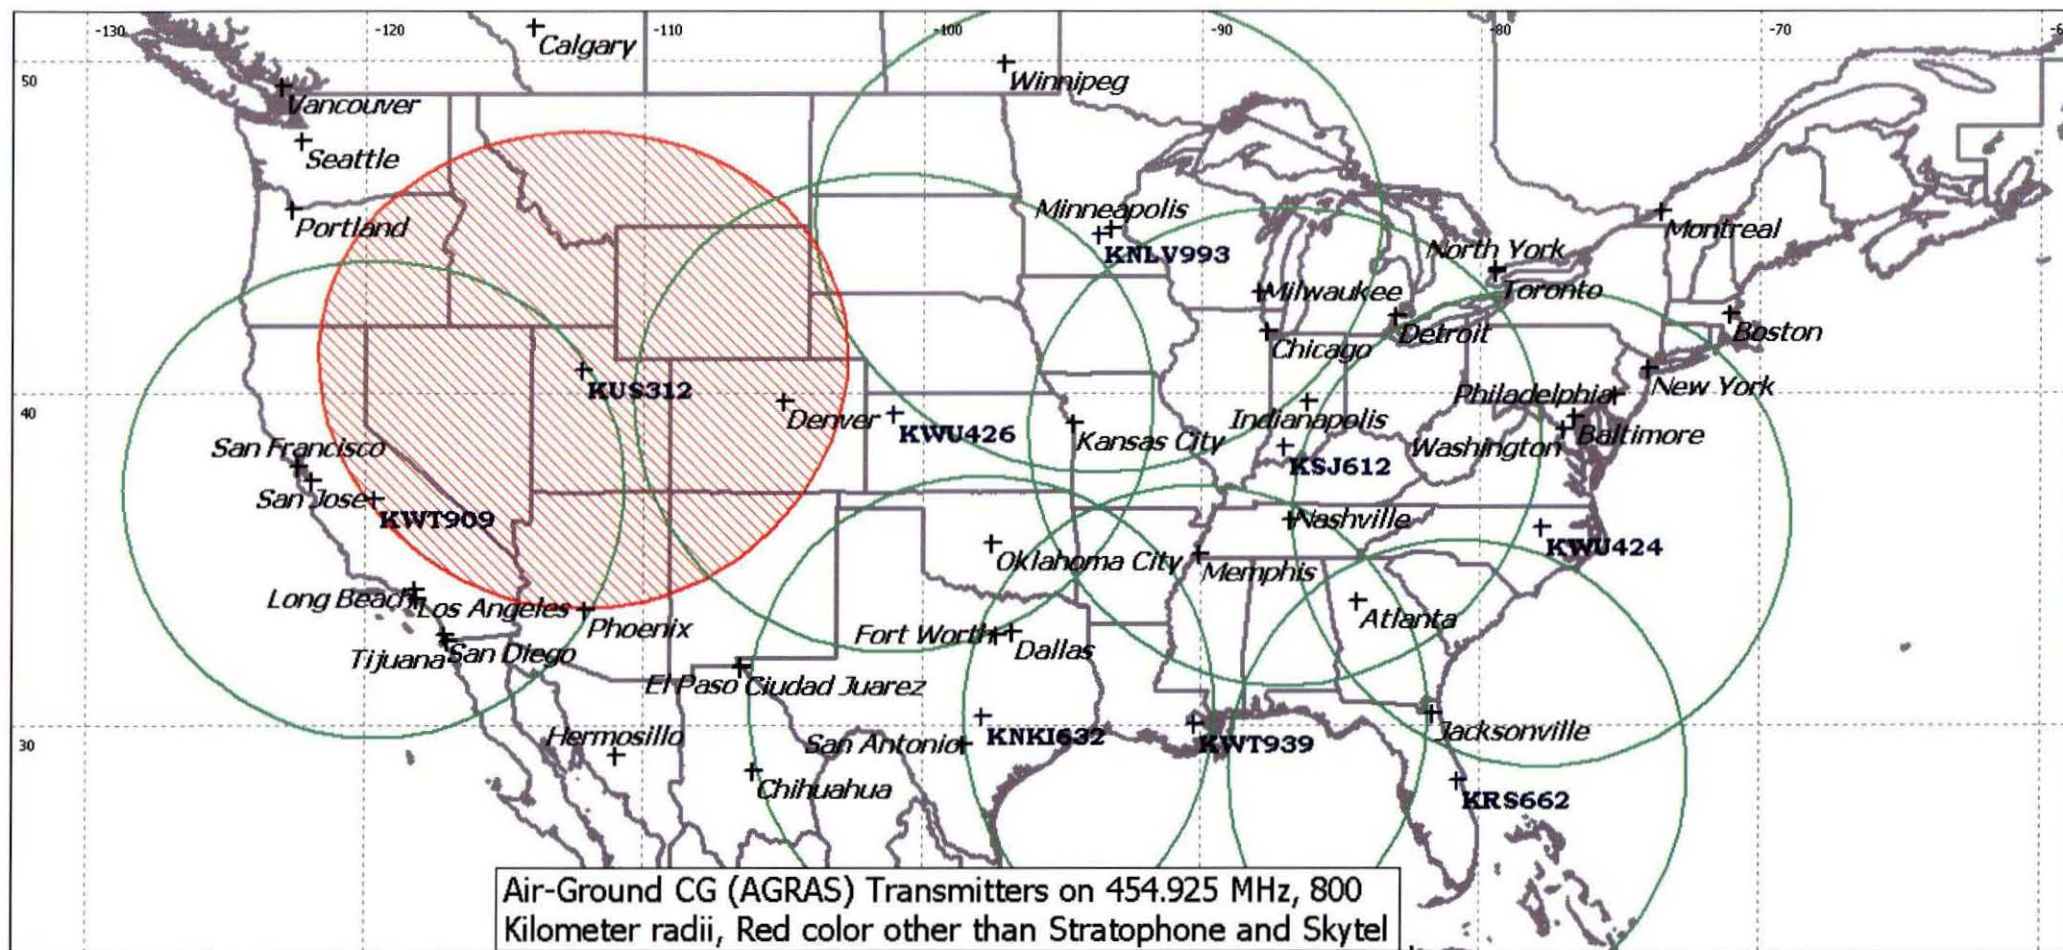 -130
-120
-110
-100
-90
-80
-70
50
Calgary
Winnipeg
Vancouver
Seattle
Portland
Minneapolis
KNLV993
Montreal
North York
Toronto
Milwaukee
Detroit
Boston
Chicago
KUS312
40
Denver
KWU426
Kansas City
Indianapolis
KSJ612
Philadelphia
New York
Washington
Baltimore
San Francisco
San Jose
KWT909
Oklahoma City
Nashville
Memphis
KWU424
Long Beach
Los Angeles
Phoenix
Fort Worth
Dallas
Atlanta
Tijuana
San Diego
El Paso Ciudad Juarez
30
Hermosillo
San Antonio
KNKI632
KWT939
Jacksonville
Chihuahua
KRS662
Air-Ground CG (AGRAS) Transmitters on 454.925 MHz, 800
Kilometer radii, Red color other than Stratophone and Skytel